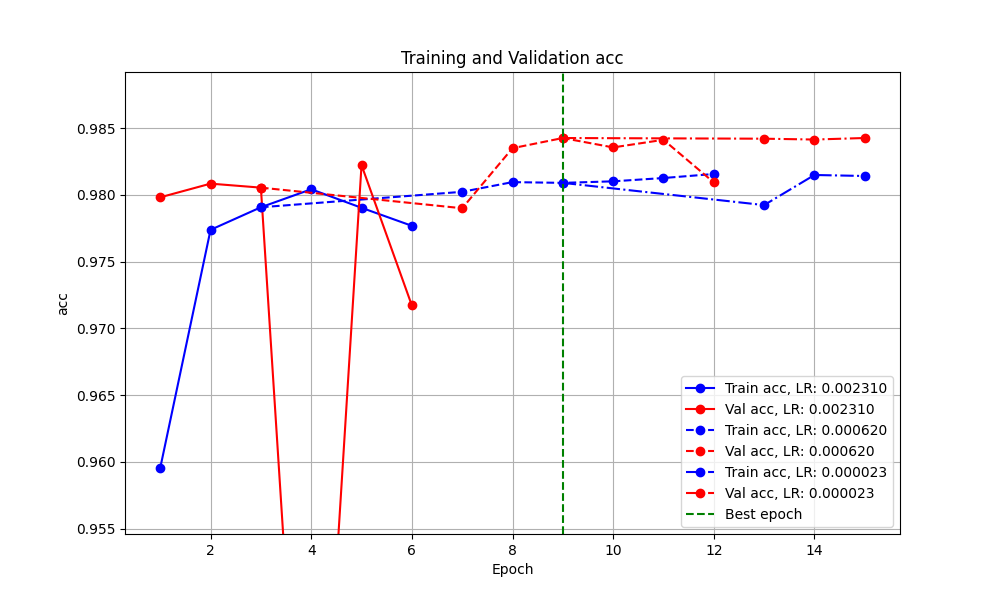 Training and Validation acc
acc
0.985
0.980
0.975
0.970
0.965
0.960
0.955
Train acc, LR: 0.002310
Val acc, LR: 0.002310
Train acc, LR: 0.000620
Val acc, LR: 0.000620
Train acc, LR: 0.000023
Val acc, LR: 0.000023
Best epoch
2 4 6 8 10 12 14
Epoch